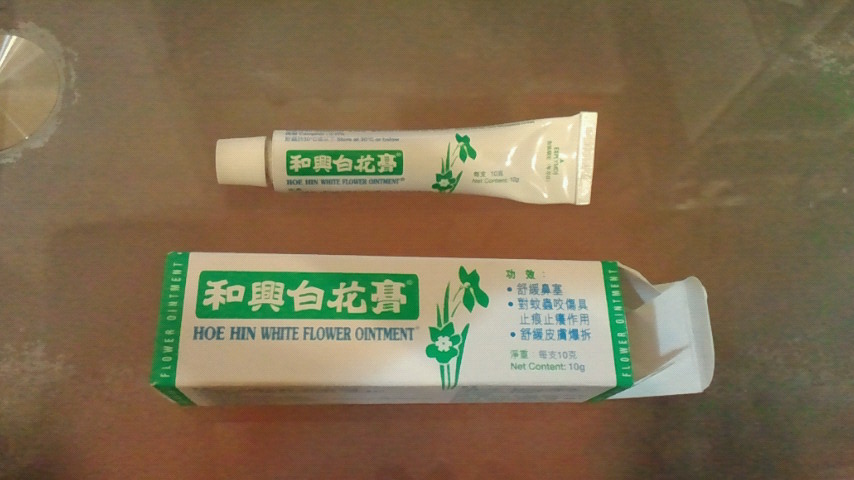 Store at 30°C or below
和興白花膏®
HOE HIN WHITE FLOWER OINTMENT®
每支 10克
Net Content: 10g
FLOWER OINTMENT
和興白花膏®
HOE HIN WHITE FLOWER OINTMENT®
功效:
• 舒緩鼻塞
• 對蚊蟲咬傷具
止痕止癢作用
• 舒緩皮膚爆拆
淨重:每支10克
Net Content: 10g
FLOWER OINTMENT